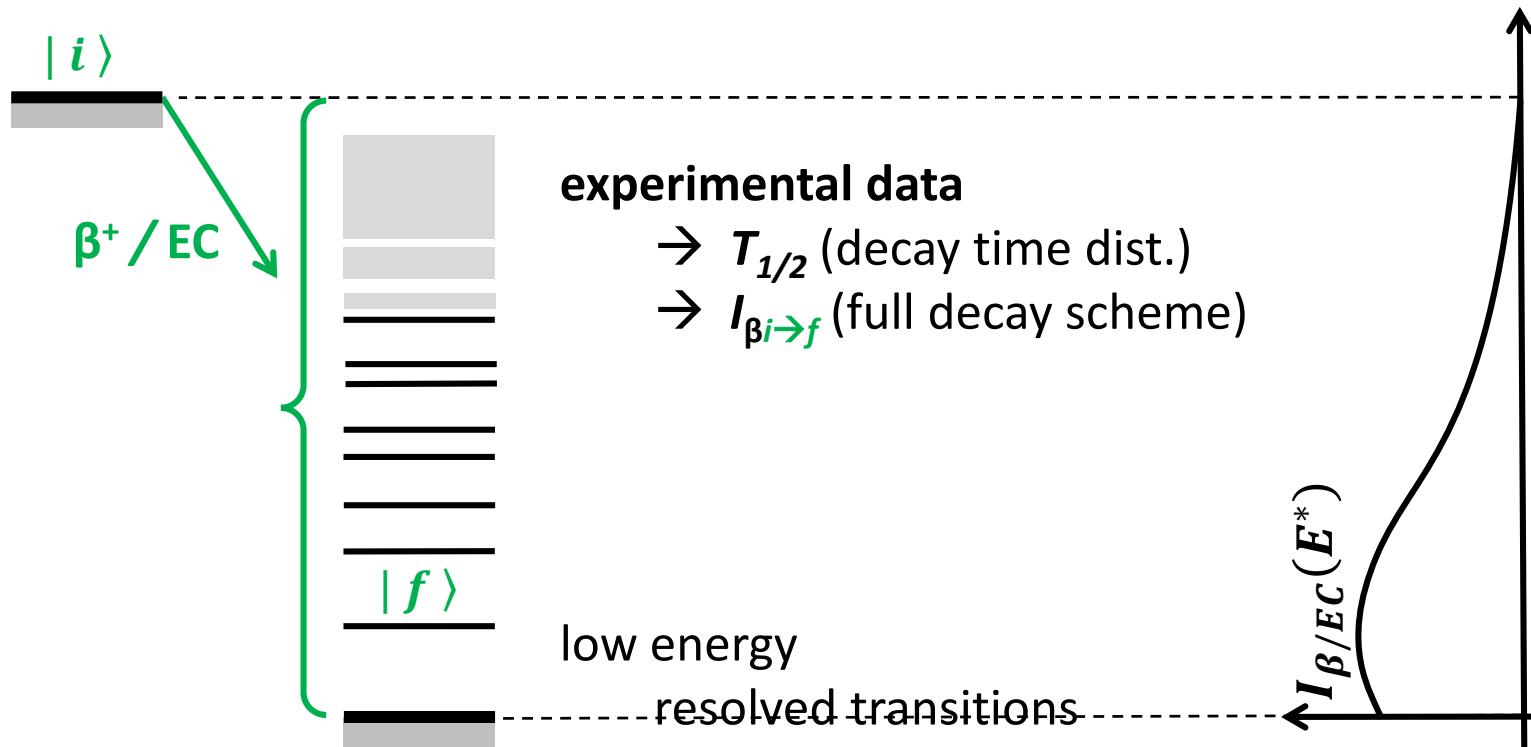 | i ⟩
β⁺ / EC
experimental data
→ T1/2 (decay time dist.)
→ Iβi→f (full decay scheme)
| f ⟩
low energy
resolved transitions
Iβ/EC(E*)